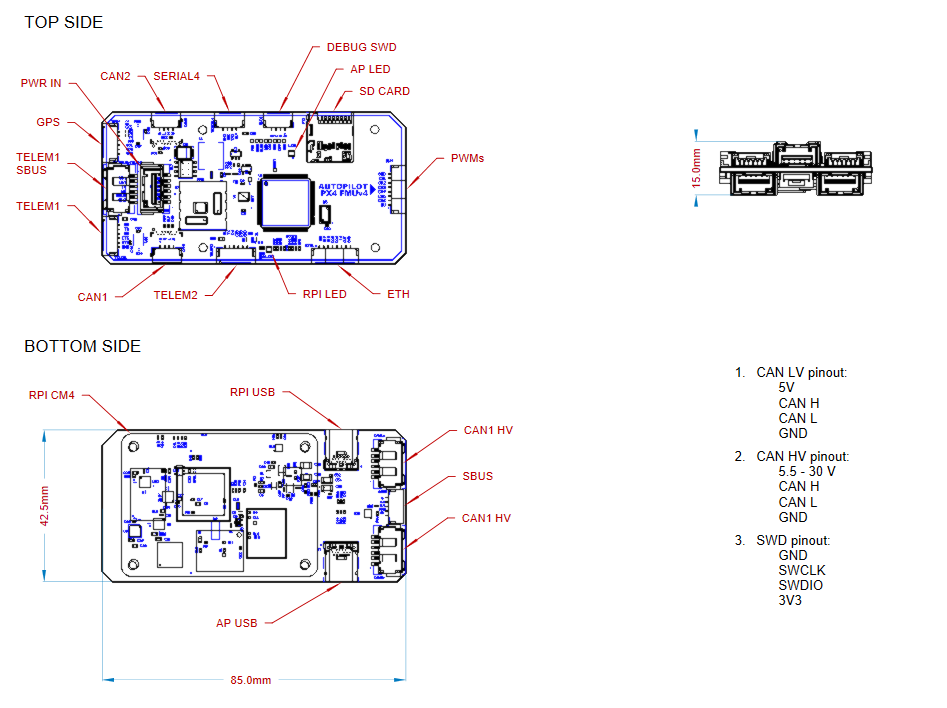 TOP SIDE
DEBUG SWD
AP LED
CAN2
SERIAL4
PWR IN
SD CARD
GPS
TELEM1
SBUS
PWMs
AUTOPILOT
PX4 FMUv4
TELEM1
CAN1
TELEM2
RPI LED
ETH
15.0mm
BOTTOM SIDE
RPI CM4
RPI USB
CAN1 HV
SBUS
CAN1 HV
AP USB
42.5mm
85.0mm
1. CAN LV pinout:
5V
CAN H
CAN L
GND
2. CAN HV pinout:
5.5 - 30 V
CAN H
CAN L
GND
3. SWD pinout:
GND
SWCLK
SWDIO
3V3